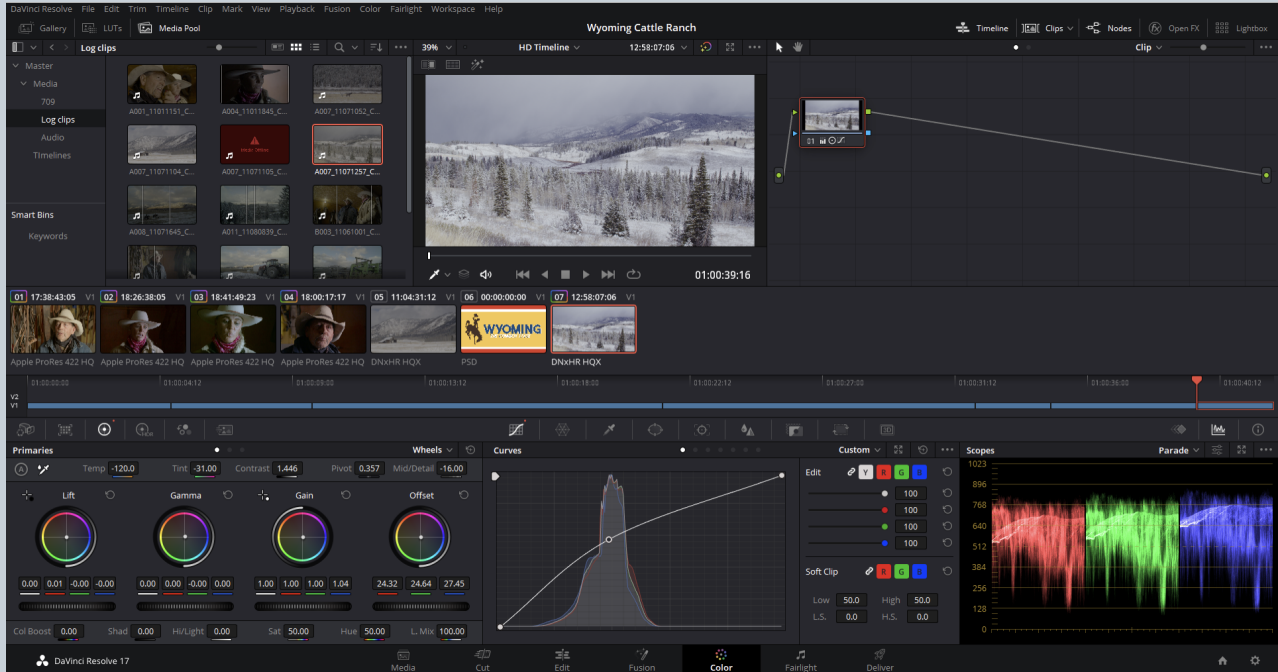 DaVinci Resolve File Edit Trim Timeline Clip Mark View Playback Fusion Color Fairlight Workspace Help
Gallery LUTs Media Pool Wyoming Cattle Ranch Timeline Clips Nodes Open FX Lightbox
Log clips 39% HD Timeline 12:58:07:06 Clip
Master
Media
709
Log clips
Audio
Timelines
Smart Bins
Keywords
A001_11011151_C... A004_11011845_C... A007_11071052_C...
A007_11071104_C... A007_11071105_C... A007_11071257_C...
A008_11071645_C... A011_11080839_C... B003_11061001_C...
01:00:39:16
01
01 17:38:43:05 V1 02 18:26:38:05 V1 03 18:41:49:23 V1 04 18:00:17:17 V1 05 11:04:31:12 V1 06 00:00:00:00 V1 07 12:58:07:06 V1
WYOMING
Apple ProRes 422 HQ Apple ProRes 422 HQ Apple ProRes 422 HQ Apple ProRes 422 HQ DNxHR HQX PSD DNxHR HQX
01:00:00:00 01:00:04:12 01:00:09:00 01:00:13:12 01:00:18:00 01:00:22:12 01:00:27:00 01:00:31:12 01:00:36:00 01:00:40:12
V2
V1
Primaries Wheels Curves Custom Scopes Parade
A Temp -120.0 Tint -31.00 Contrast 1.446 Pivot 0.357 Mid/Detail -16.00
Lift Gamma Gain Offset
0.00 0.01 -0.00 -0.00 0.00 0.00 -0.00 0.00 1.00 1.00 1.00 1.04 24.32 24.64 27.45
Col Boost 0.00 Shad 0.00 Hi/Light 0.00 Sat 50.00 Hue 50.00 L. Mix 100.00
Edit Y R G B
100
100
100
100
Soft Clip R G B
Low 50.0 High 50.0
L.S. 0.0 H.S. 0.0
1023
896
768
640
512
384
256
128
0
DaVinci Resolve 17 Media Cut Edit Fusion Color Fairlight Deliver